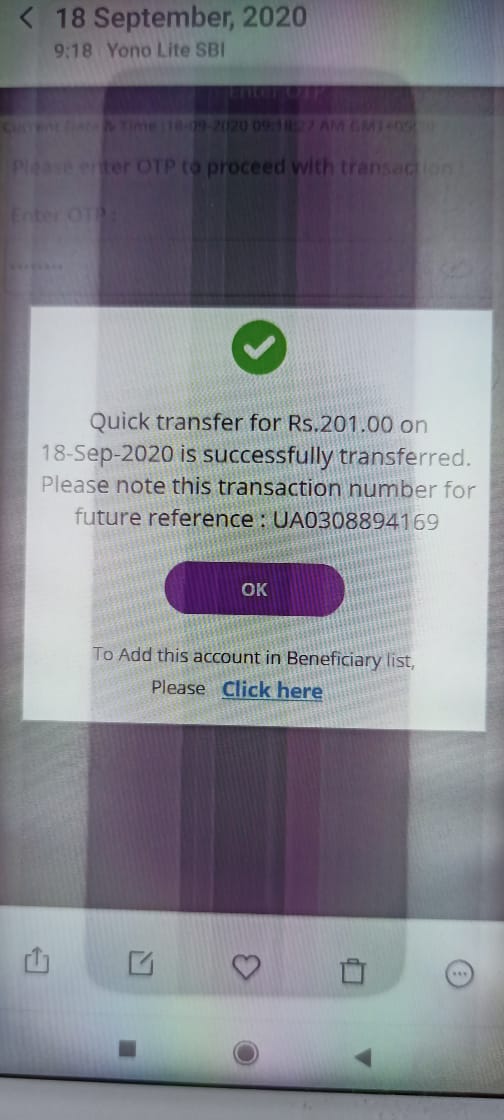 18 September, 2020
9:18 Yono Lite SBI
Enter OTP
Current Date & Time :18-09-2020 09:18:27 AM GMT+05:30
Please enter OTP to proceed with transaction
Enter OTP :
Quick transfer for Rs.201.00 on
18-Sep-2020 is successfully transferred.
Please note this transaction number for
future reference : UA0308894169
OK
To Add this account in Beneficiary list,
Please Click here